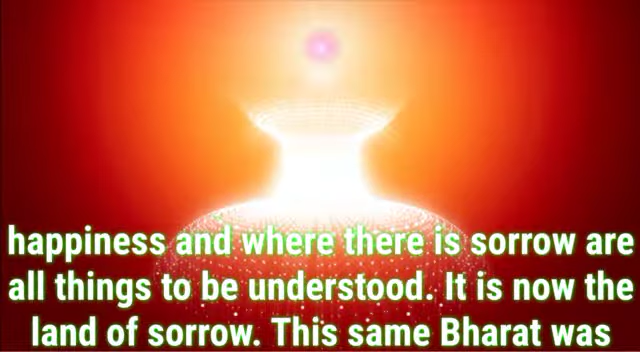 happiness and where there is sorrow are
all things to be understood. It is now the
land of sorrow. This same Bharat was